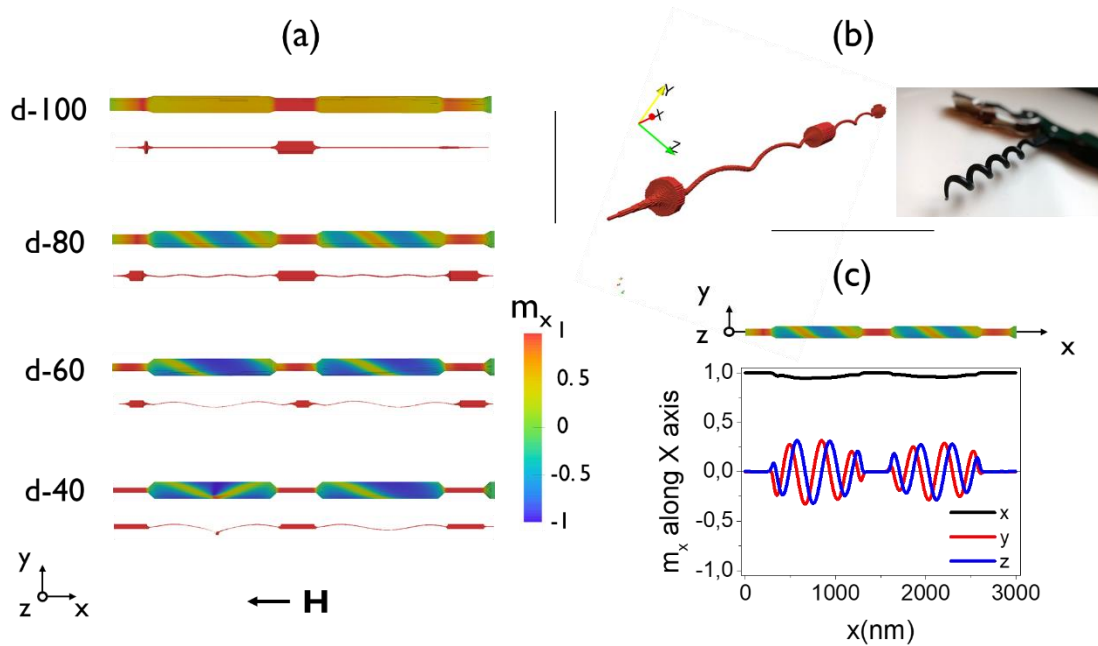 (a)
d-100
d-80
d-60
d-40
m_x
1
0.5
0
-0.5
-1
y
z
x
H
(b)
Y
X
Z
(c)
y
z
x
m_x along X axis
1,0
0,5
0,0
-0,5
-1,0
x
y
z
0
1000
2000
3000
x(nm)